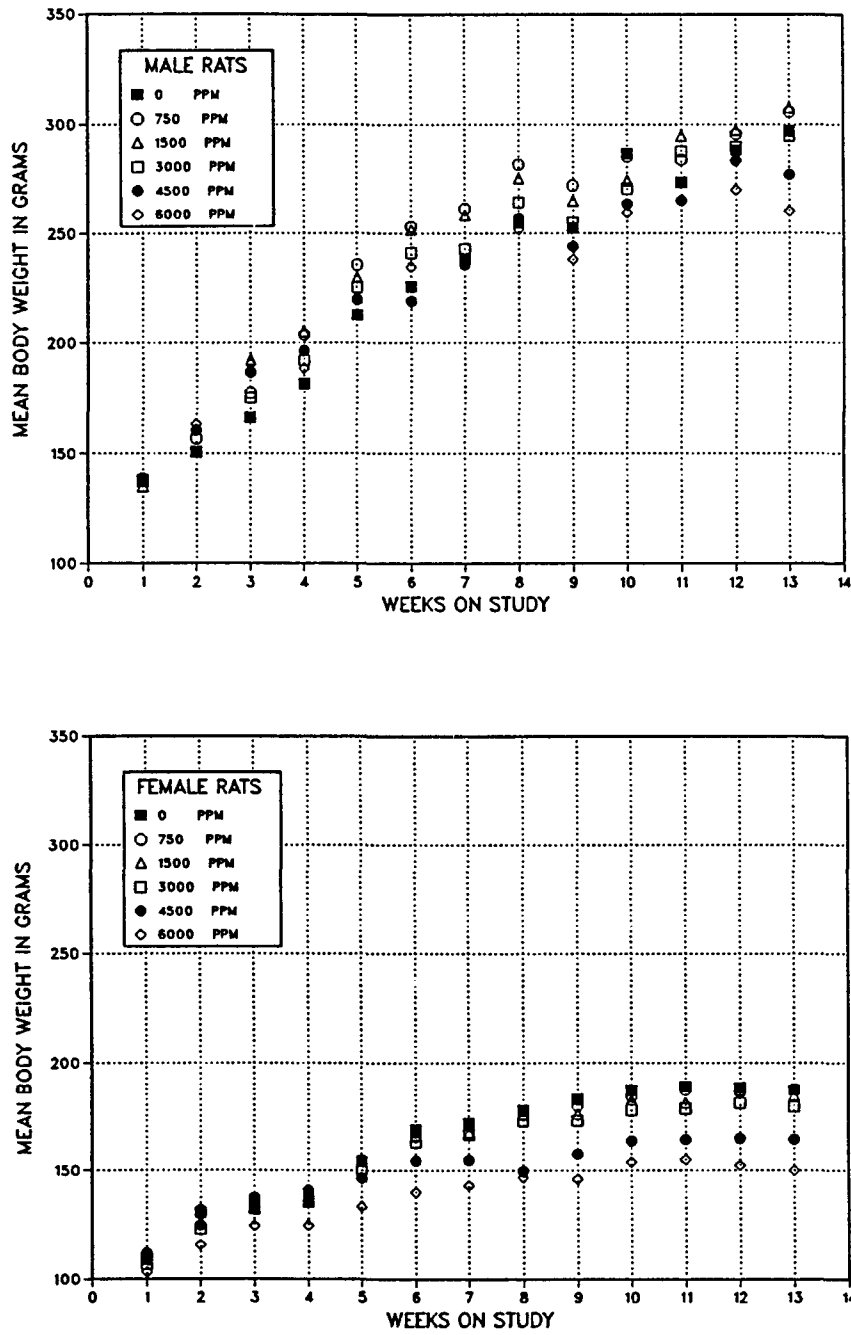 350
300
250
200
150
100
MEAN BODY WEIGHT IN GRAMS
MALE RATS
0 PPM
750 PPM
1500 PPM
3000 PPM
4500 PPM
6000 PPM
0 1 2 3 4 5 6 7 8 9 10 11 12 13 14
WEEKS ON STUDY
350
300
250
200
150
100
MEAN BODY WEIGHT IN GRAMS
FEMALE RATS
0 PPM
750 PPM
1500 PPM
3000 PPM
4500 PPM
6000 PPM
0 1 2 3 4 5 6 7 8 9 10 11 12 13 14
WEEKS ON STUDY